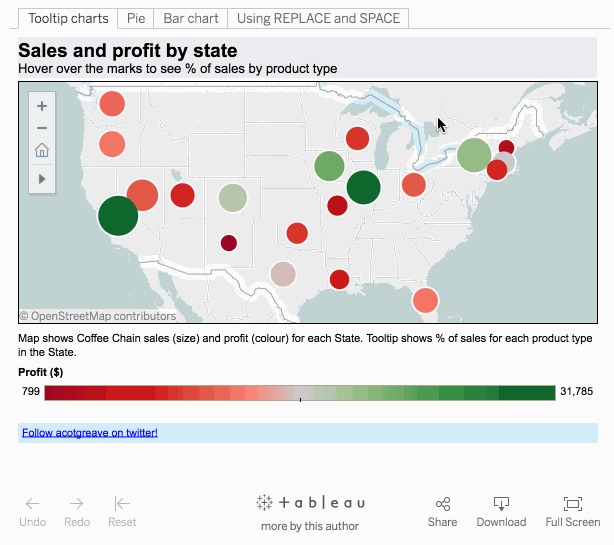 Tooltip charts Pie Bar chart Using REPLACE and SPACE
Sales and profit by state
Hover over the marks to see % of sales by product type
© OpenStreetMap contributors
Map shows Coffee Chain sales (size) and profit (colour) for each State. Tooltip shows % of sales for each product type
in the State.
Profit ($)
799 31,785
Follow acotgreave on twitter!
+ a b l e a u
Undo Redo Reset more by this author Share Download Full Screen